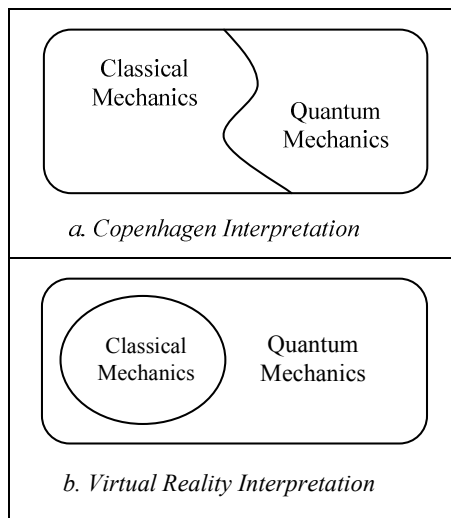 Classical
Mechanics
Quantum
Mechanics
a. Copenhagen Interpretation
Classical
Mechanics
Quantum
Mechanics
b. Virtual Reality Interpretation